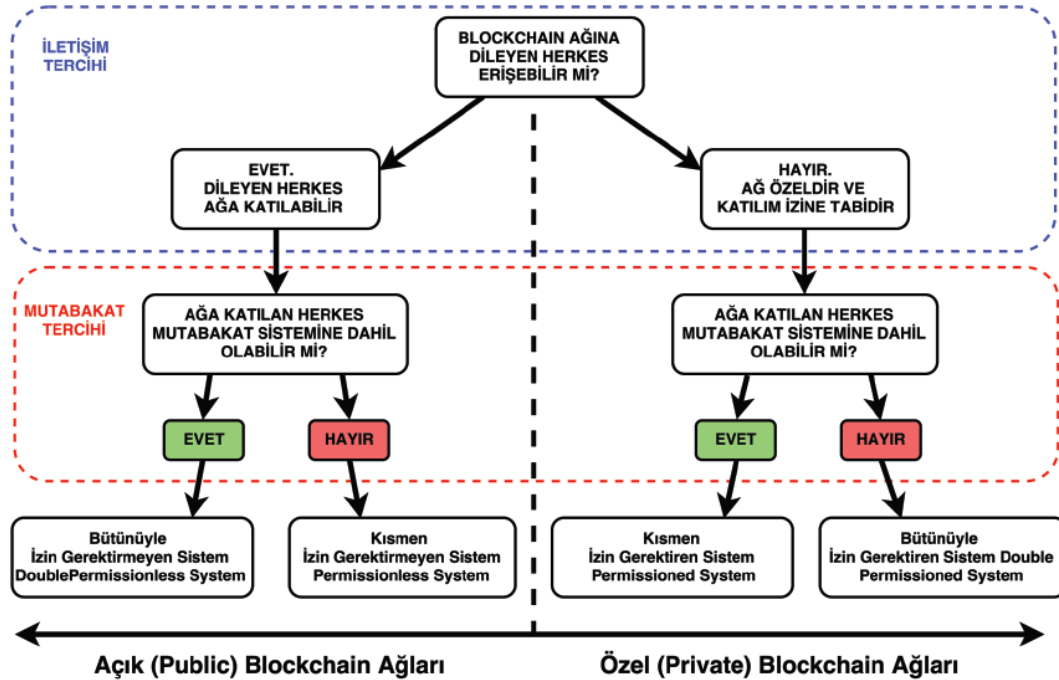 İLETİŞİM
TERCİHİ
BLOCKCHAIN AĞINA
DİLEYEN HERKES
ERİŞEBİLİR Mİ?
EVET.
DİLEYEN HERKES
AĞA KATILABİLİR
HAYIR.
AĞ ÖZELDİR VE
KATILIM İZİNE TABİDİR
MUTABAKAT
TERCİHİ
AĞA KATILAN HERKES
MUTABAKAT SİSTEMİNE DAHİL
OLABİLİR Mİ?
AĞA KATILAN HERKES
MUTABAKAT SİSTEMİNE DAHİL
OLABİLİR Mİ?
EVET
HAYIR
EVET
HAYIR
Bütünüyle
İzin Gerektirmeyen Sistem
DoublePermissionless System
Kısmen
İzin Gerektirmeyen Sistem
Permissionless System
Kısmen
İzin Gerektiren Sistem
Permissioned System
Bütünüyle
İzin Gerektiren Sistem Double
Permissioned System
Açık (Public) Blockchain Ağları
Özel (Private) Blockchain Ağları